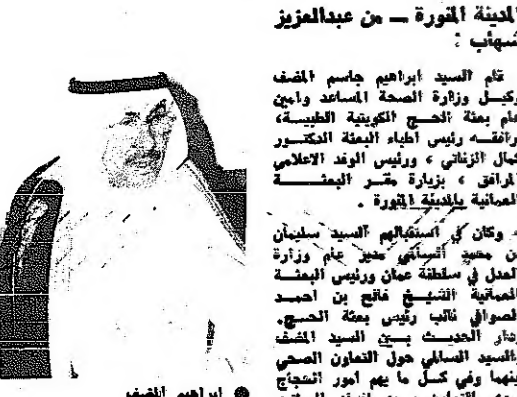 المدينة المنورة — من عبدالعزيز
شهاب :
قام السيد ابراهيم جاسم المضف
وكيل وزارة الصحة المساعد وامين
عام بعثة الحج الكويتية الطبية،
رافقه رئيس اطباء البعثة الدكتور
كمال الزناتي ، ورئيس الوفد الاعلامي
المرافق ، بزيارة مقر البعثة
العمانية بالمدينة المنورة .
وكان في استقبالهم السيد سليمان
بن السالمي مدير عام وزارة
العدل في سلطنة عمان ورئيس البعثة
العمانية الشيخ فالح بن احمد
الصوافي نائب رئيس بعثة الحج.
ودار الحديث بين السيد المضف
والسيد السالمي حول التعاون الصحي
بينهما وفي كل ما يهم امور الحجاج
● ابراهيم المضف